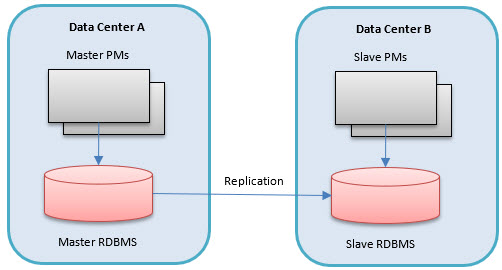 Data Center A
Master PMs
Master RDBMS
Replication
Data Center B
Slave PMs
Slave RDBMS